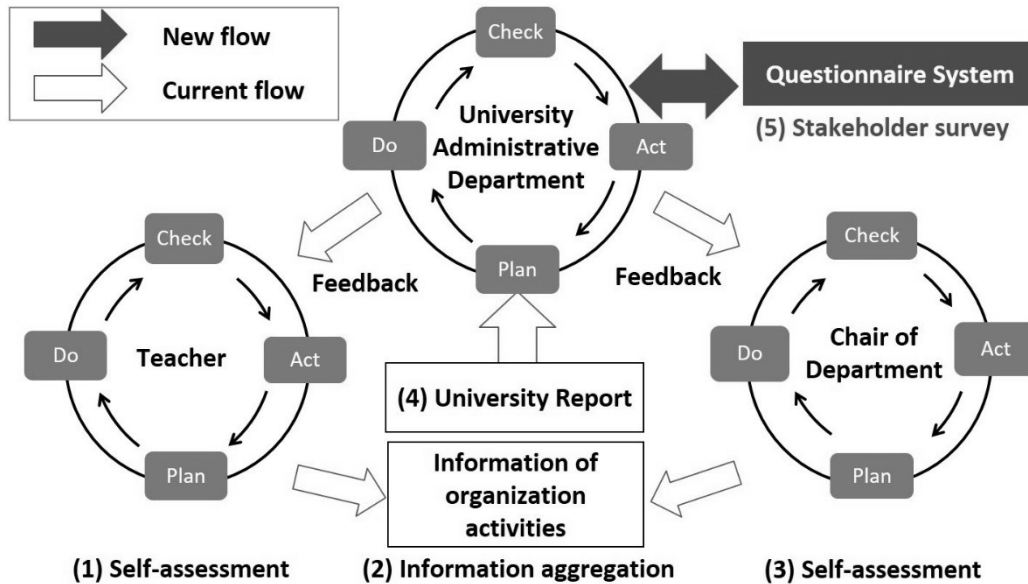 New flow
Current flow
Check
Do
University
Administrative
Department
Act
Plan
Questionnaire System
(5) Stakeholder survey
Feedback
Feedback
Check
Do
Teacher
Act
Plan
Check
Do
Chair of
Department
Act
Plan
(4) University Report
Information of
organization
activities
(1) Self-assessment
(2) Information aggregation
(3) Self-assessment